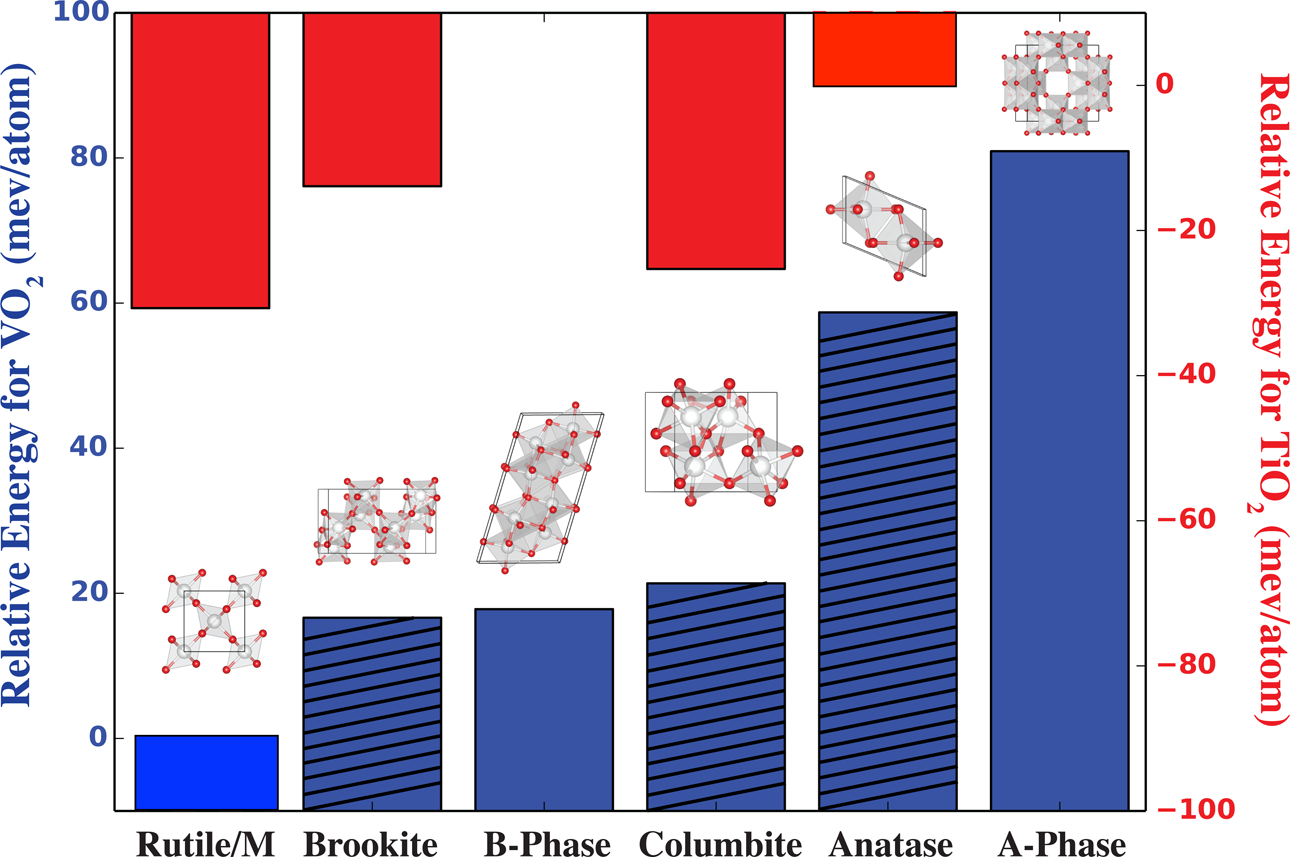 Relative Energy for VO2 (mev/atom)
100
80
60
40
20
0
Rutile/M
Brookite
B-Phase
Columbite
Anatase
A-Phase
0
−20
−40
−60
−80
−100
Relative Energy for TiO2 (mev/atom)